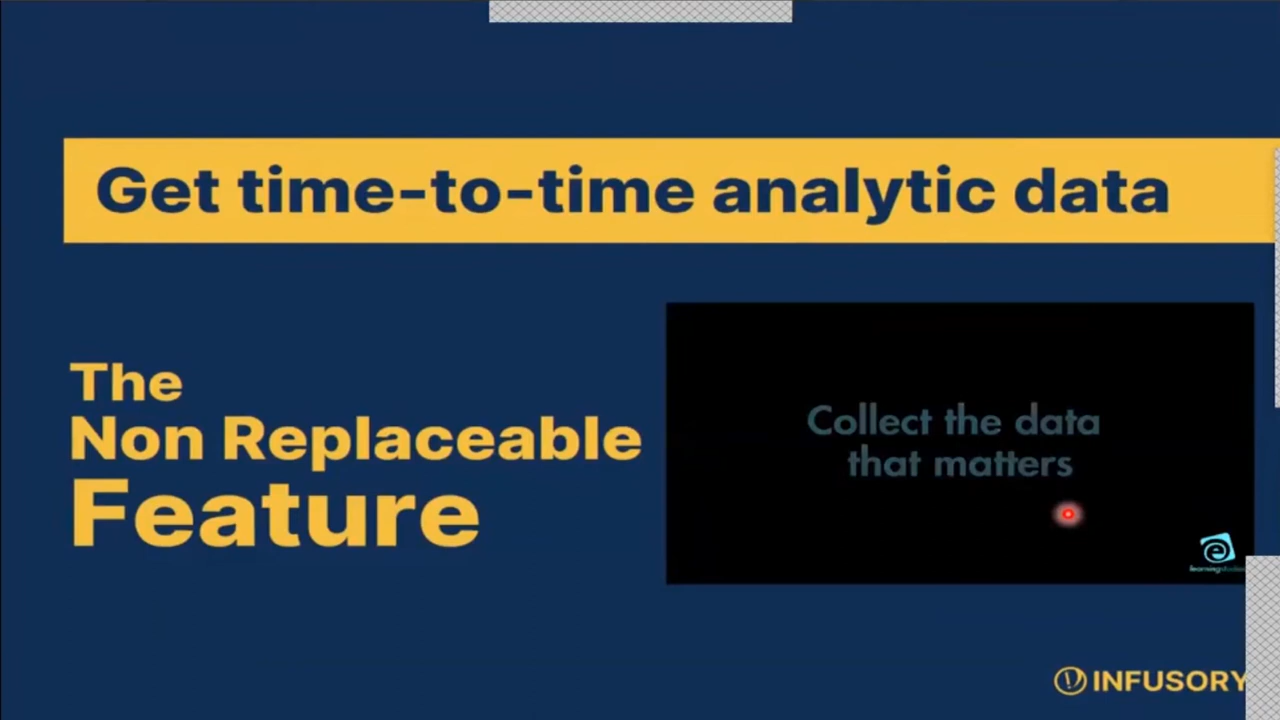 Get time-to-time analytic data
The
Non Replaceable
Feature
Collect the data
that matters
INFUSORY